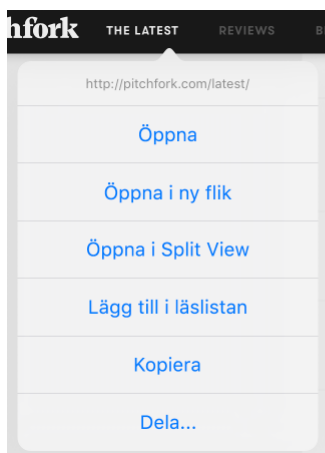 hfork THE LATEST REVIEWS B
http://pitchfork.com/latest/
Öppna
Öppna i ny flik
Öppna i Split View
Lägg till i läslistan
Kopiera
Dela...